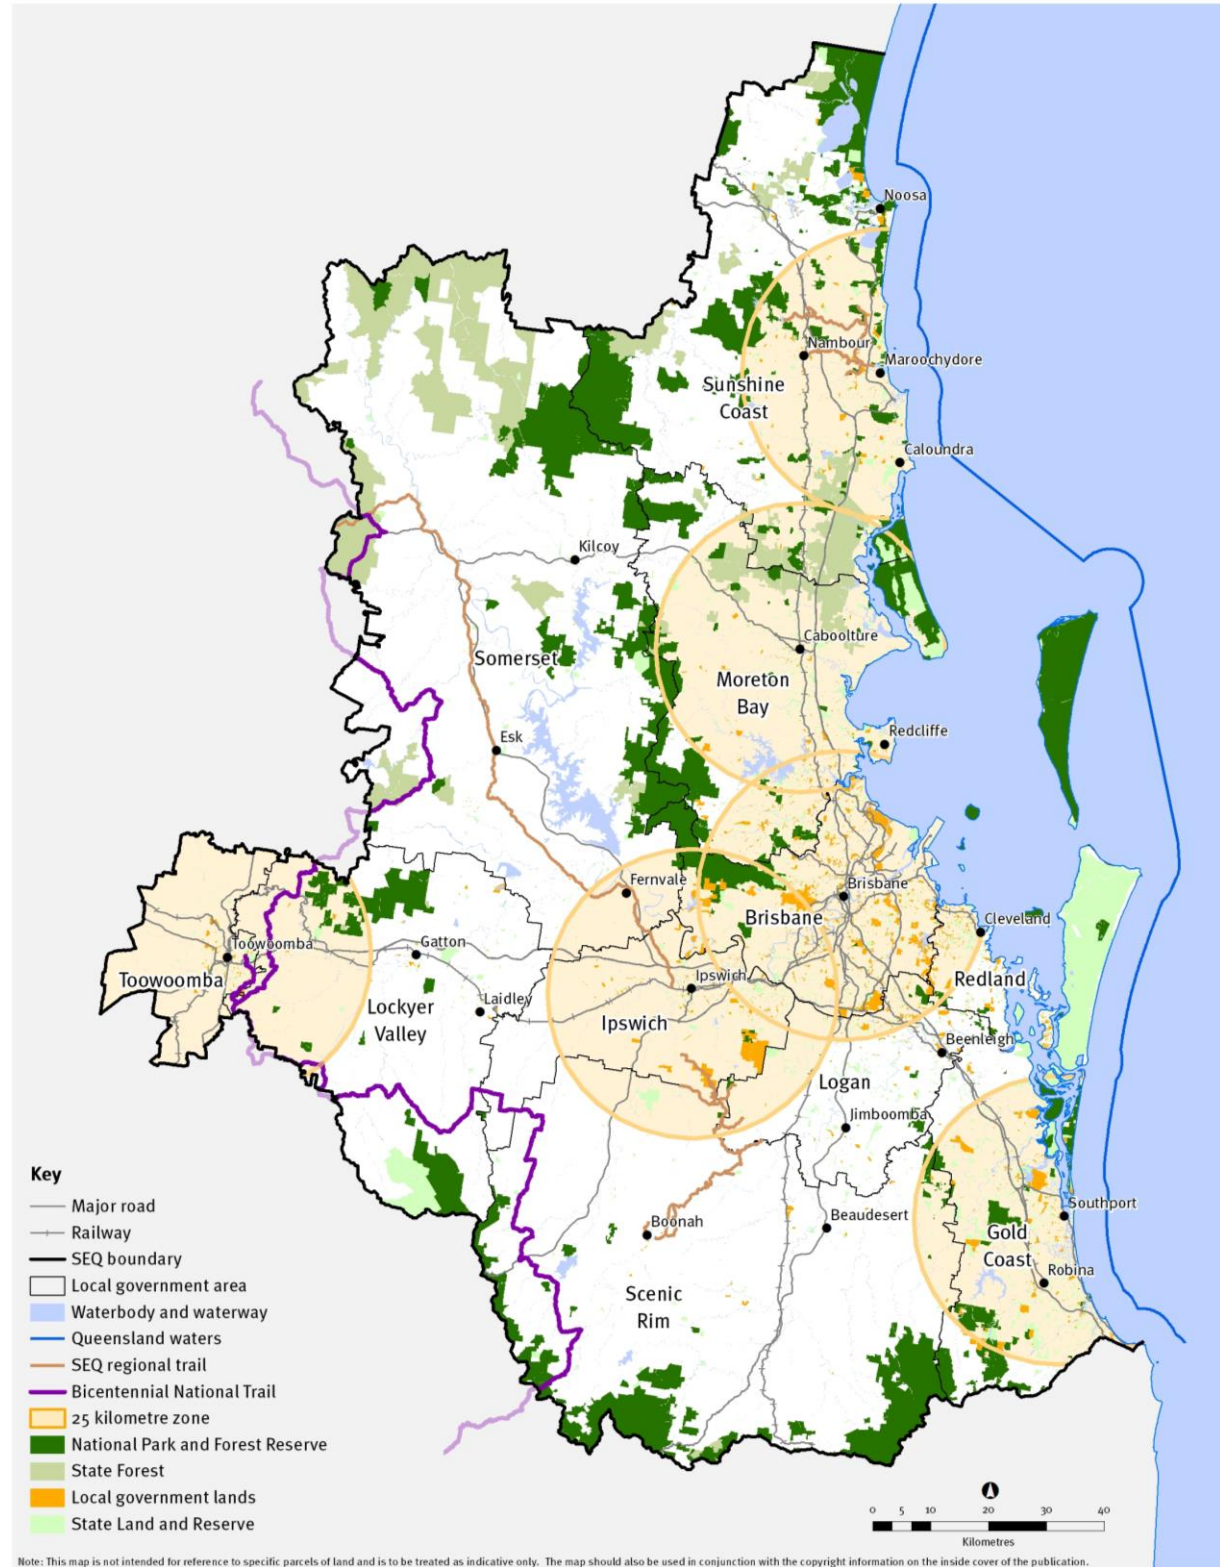 Noosa
Nambour
Maroochydore
Sunshine
Coast
Caloundra
Kilcoy
Caboolture
Somerset
Moreton
Bay
Redcliffe
Esk
Fernvale
Brisbane
Brisbane
Cleveland
Toowoomba
Gatton
Toowoomba
Ipswich
Redland
Laidley
Lockyer
Valley
Ipswich
Beenleigh
Logan
Jimboomba
Key
Major road
Railway
SEQ boundary
Local government area
Waterbody and waterway
Queensland waters
SEQ regional trail
Bicentennial National Trail
25 kilometre zone
National Park and Forest Reserve
State Forest
Local government lands
State Land and Reserve
Boonah
Beaudesert
Southport
Gold
Coast
Robina
Scenic
Rim
0 5 10 20 30 40
Kilometres
Note: This map is not intended for reference to specific parcels of land and is to be treated as indicative only. The map should also be used in conjunction with the copyright information on the inside cover of the publication.